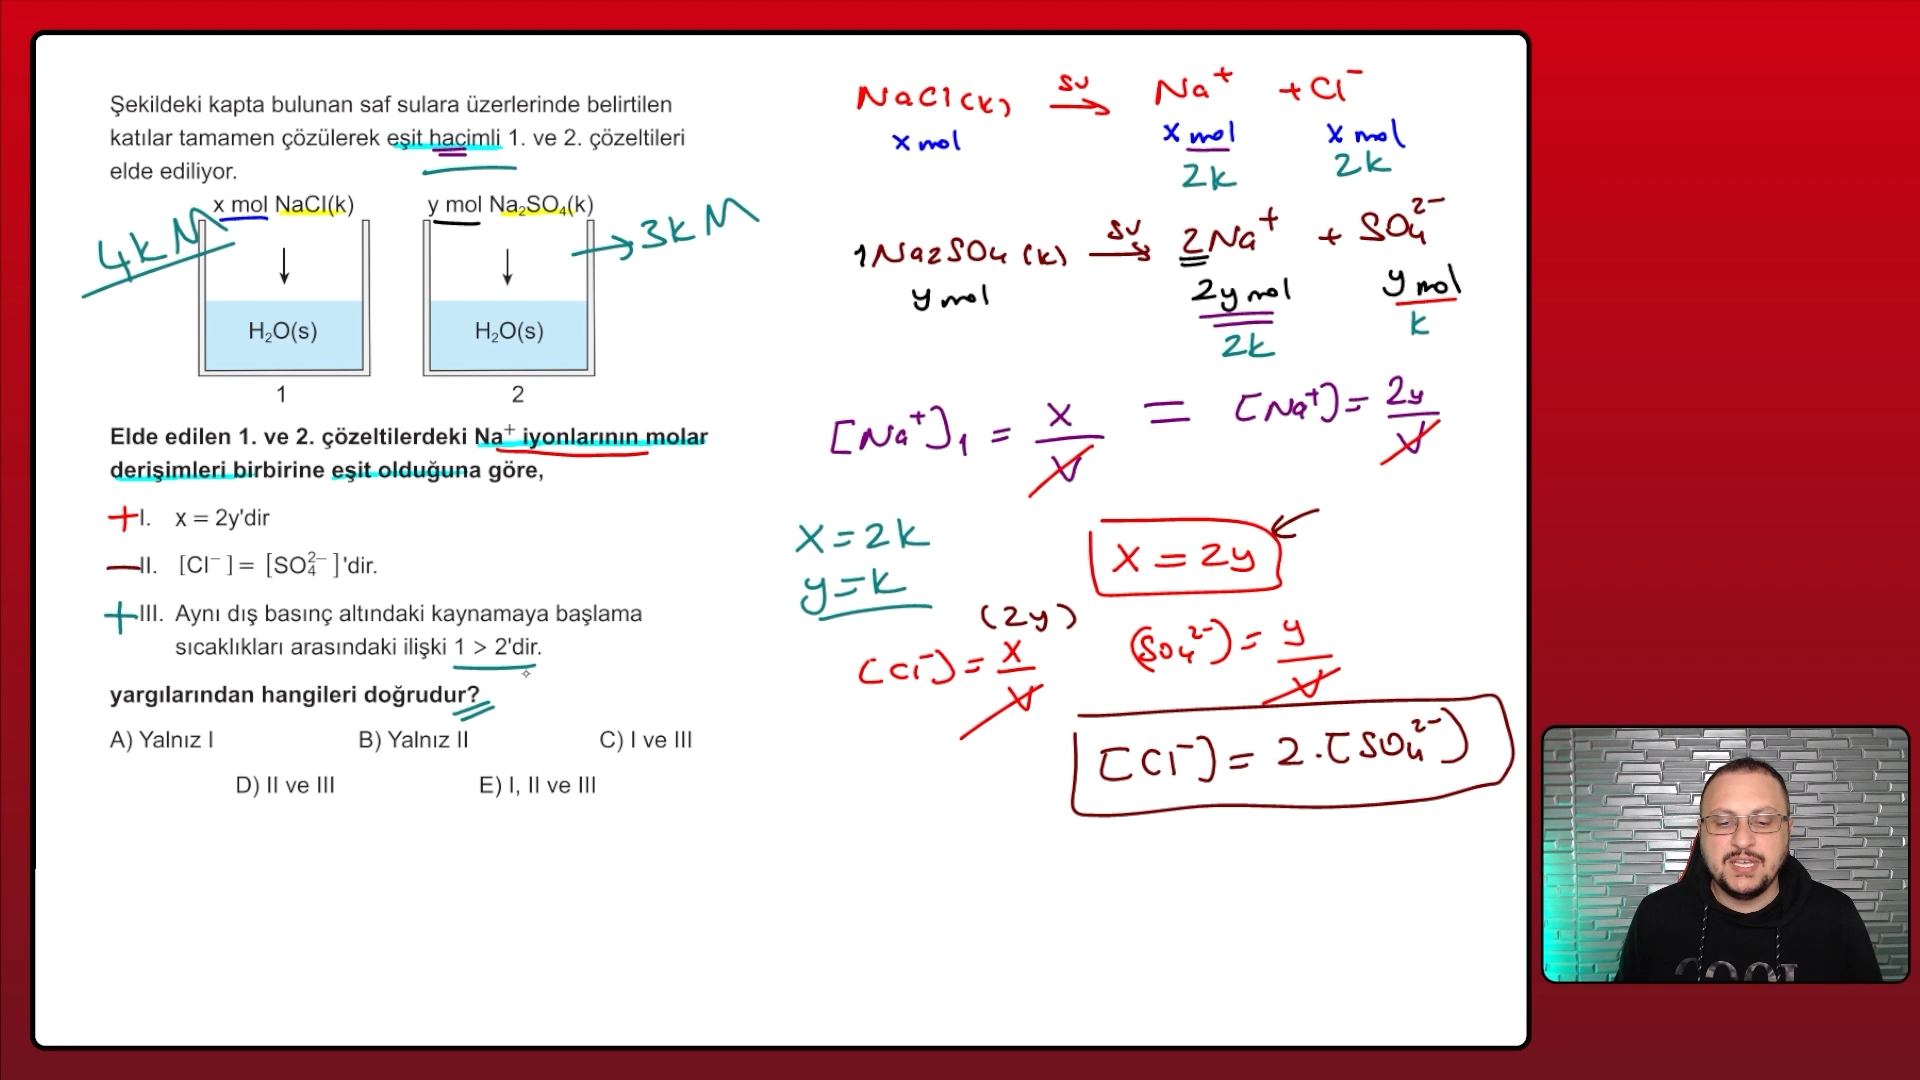 Şekildeki kapta bulunan saf sulara üzerlerinde belirtilen
katılar tamamen çözülerek eşit hacimli 1. ve 2. çözeltileri
elde ediliyor.
x mol NaCl(k)
y mol Na₂SO₄(k)
4k M
3k M
H₂O(s)
H₂O(s)
1
2
Elde edilen 1. ve 2. çözeltilerdeki Na⁺ iyonlarının molar
derişimleri birbirine eşit olduğuna göre,
+I. x = 2y'dir
—II. [Cl⁻] = [SO₄²⁻]'dir.
+III. Aynı dış basınç altındaki kaynamaya başlama
sıcaklıkları arasındaki ilişki 1 > 2'dir.
yargılarından hangileri doğrudur?
A) Yalnız I B) Yalnız II C) I ve III
D) II ve III E) I, II ve III
NaCl(k) su→ Na⁺ + Cl⁻
x mol x mol x mol
2k 2k
1Na2SO4 (k) su→ 2Na⁺ + SO₄²⁻
y mol 2y mol y mol
2k k
[Na⁺]₁ = x/V = [Na⁺] = 2y/V
x=2k
y=k
x = 2y
(2y)
[Cl⁻] = x/V (SO₄²⁻) = y/V
[Cl⁻] = 2.[SO₄²⁻]
COOL